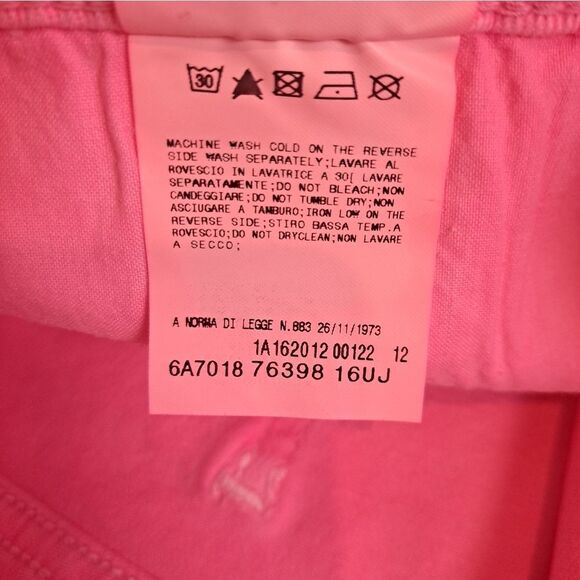 30
MACHINE WASH COLD ON THE REVERSE
SIDE WASH SEPARATELY;LAVARE AL
ROVESCIO IN LAVATRICE A 30[ LAVARE
SEPARATAMENTE;DO NOT BLEACH;NON
CANDEGGIARE;DO NOT TUMBLE DRY;NON
ASCIUGARE A TAMBURO;IRON LOW ON THE
REVERSE SIDE;STIRO BASSA TEMP.A
ROVESCIO;DO NOT DRYCLEAN;NON LAVARE
A SECCO;
A NORMA DI LEGGE N.883 26/11/1973
1A162012 00122 12
6A7018 76398 16UJ